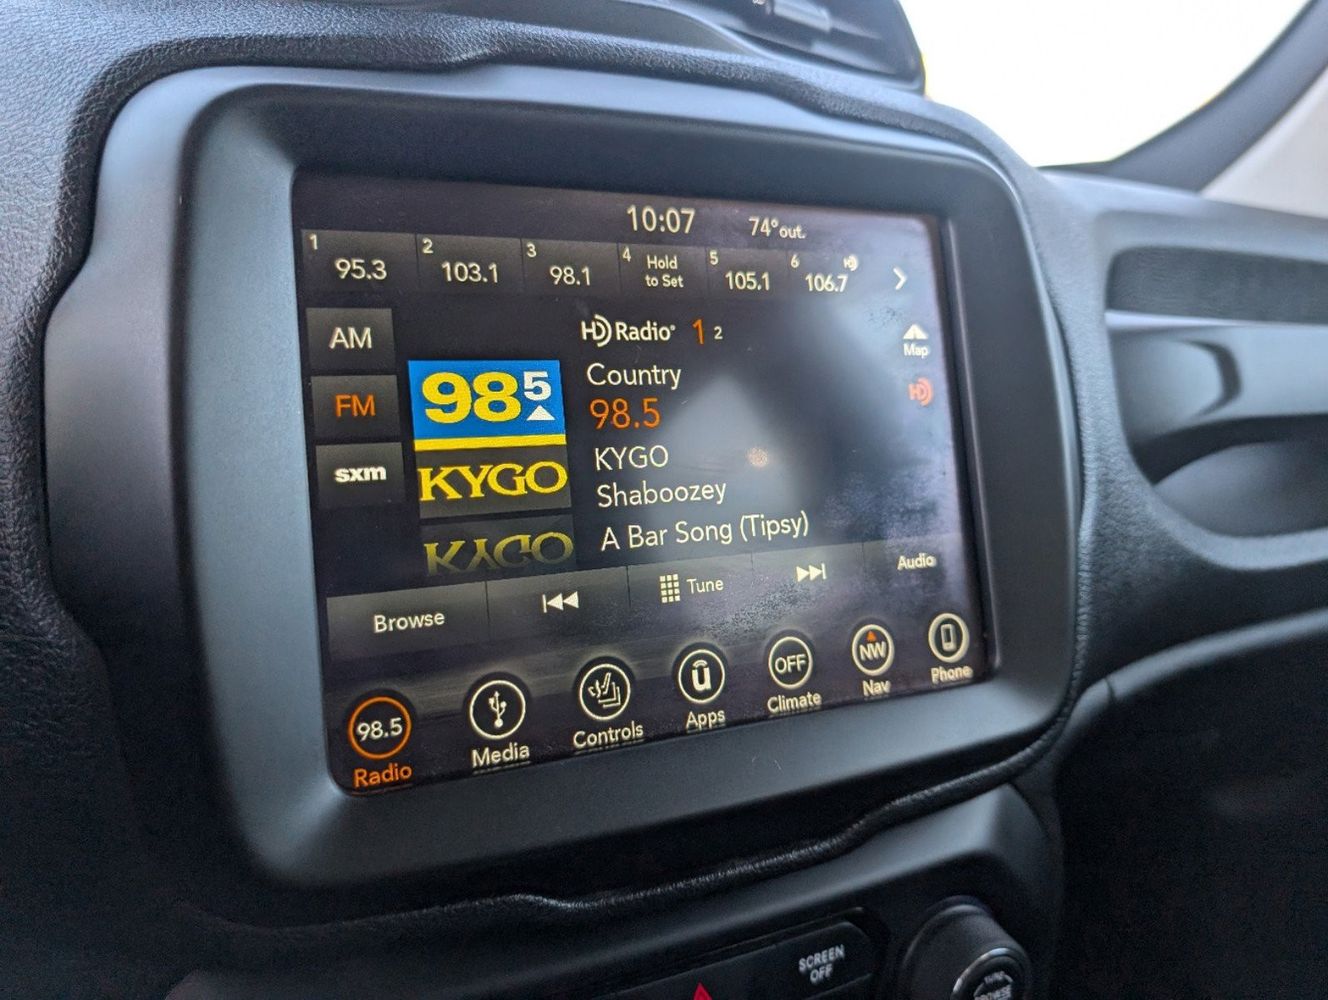 10:07 74°out.
1 95.3 2 103.1 3 98.1 4 Hold to Set 5 105.1 6 106.7 HD
AM
FM
sxm
98.5
KYGO
KYGO
HD Radio® 1 2
Country
98.5
KYGO
Shaboozey
A Bar Song (Tipsy)
Map
HD
Browse Tune Audio
98.5 OFF NW
Radio Media Controls Apps Climate Nav Phone
SCREEN
OFF
BROWSE